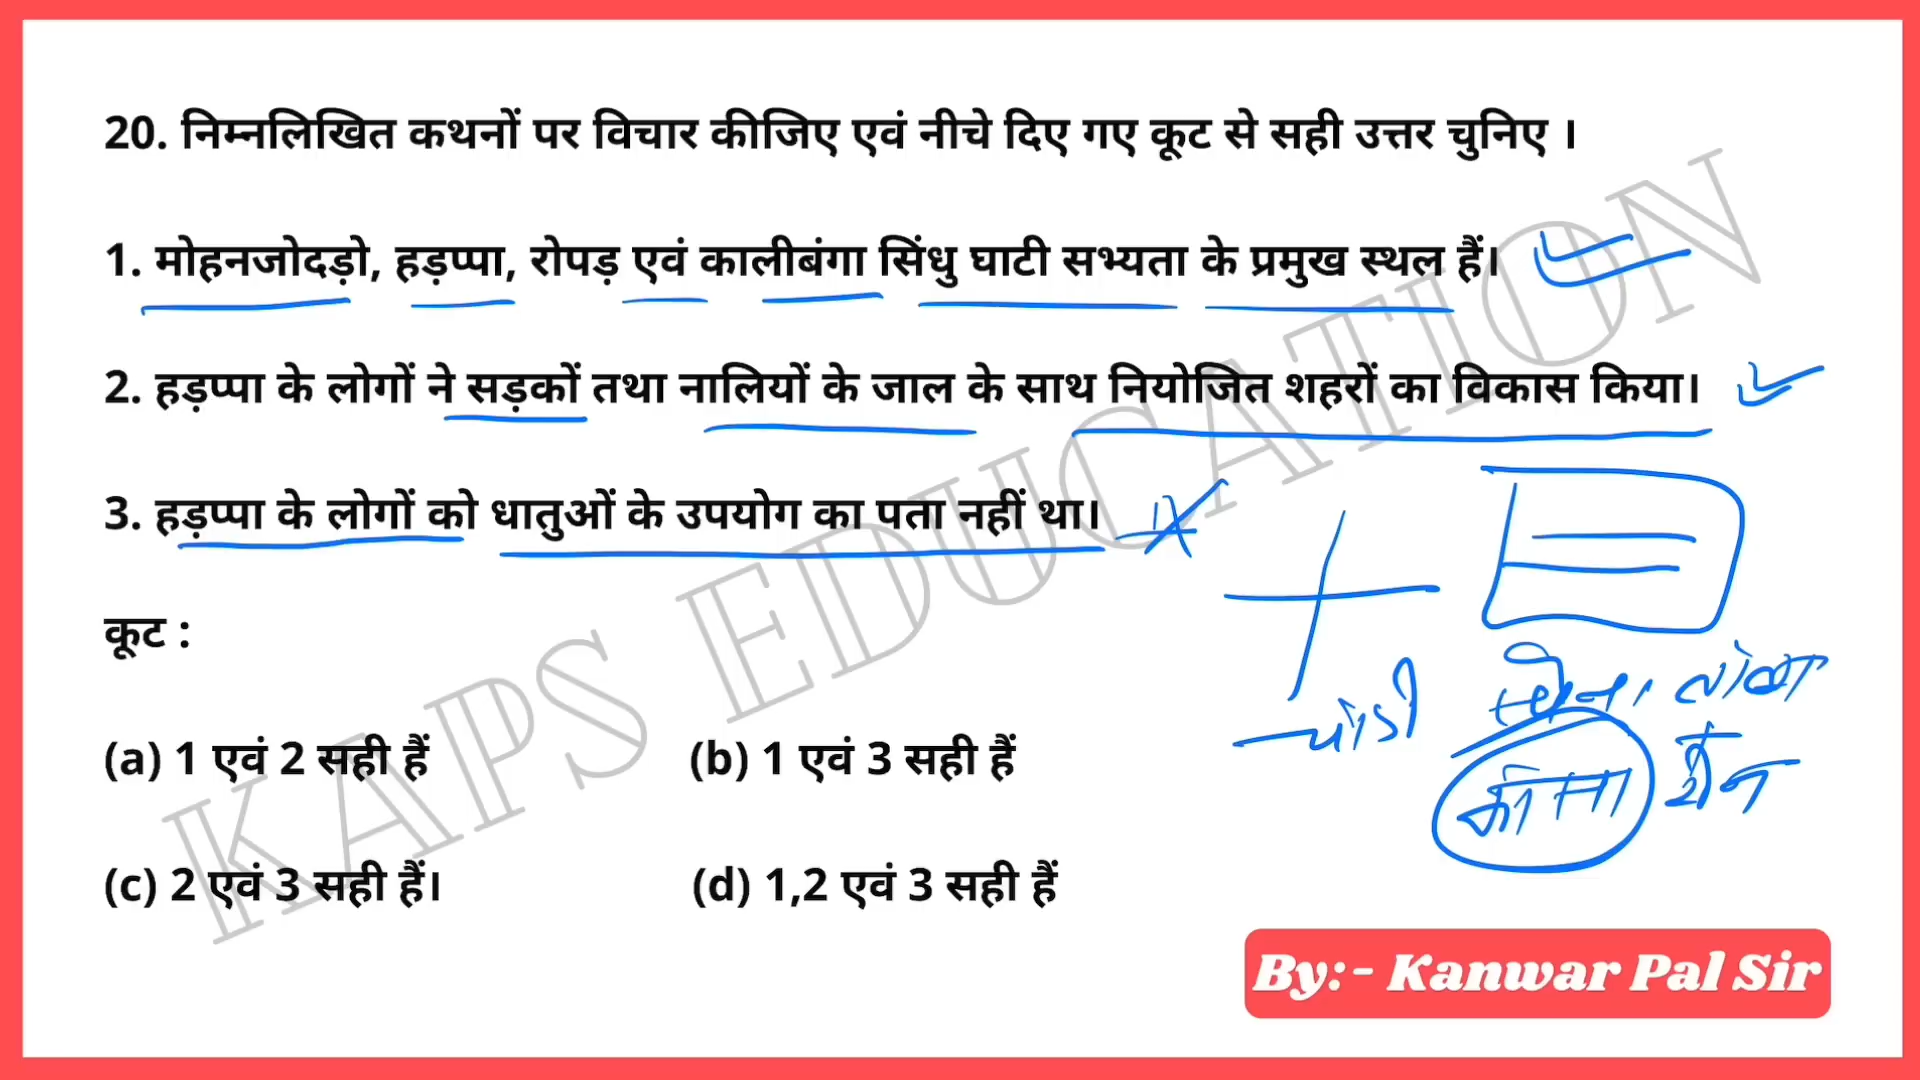 20. निम्नलिखित कथनों पर विचार कीजिए एवं नीचे दिए गए कूट से सही उत्तर चुनिए ।
1. मोहनजोदड़ो, हड़प्पा, रोपड़ एवं कालीबंगा सिंधु घाटी सभ्यता के प्रमुख स्थल हैं।
2. हड़प्पा के लोगों ने सड़कों तथा नालियों के जाल के साथ नियोजित शहरों का विकास किया।
3. हड़प्पा के लोगों को धातुओं के उपयोग का पता नहीं था।
कूट :
(a) 1 एवं 2 सही हैं (b) 1 एवं 3 सही हैं
(c) 2 एवं 3 सही हैं। (d) 1,2 एवं 3 सही हैं
KAPS EDUCATION
By:- Kanwar Pal Sir